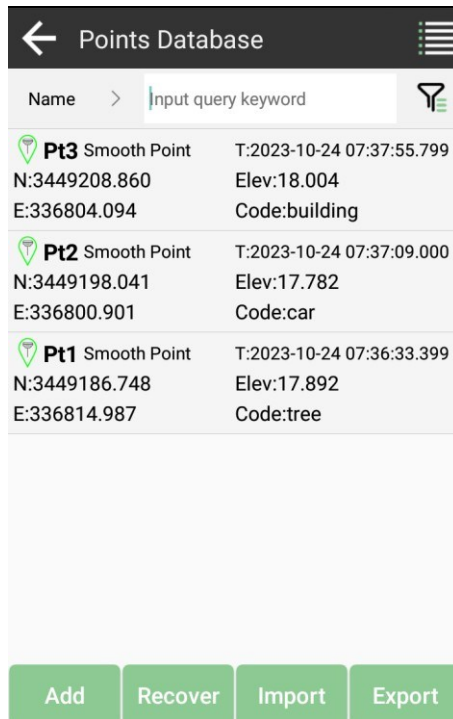 Points Database
Name > Input query keyword
Pt3 Smooth Point T:2023-10-24 07:37:55.799
N:3449208.860 Elev:18.004
E:336804.094 Code:building
Pt2 Smooth Point T:2023-10-24 07:37:09.000
N:3449198.041 Elev:17.782
E:336800.901 Code:car
Pt1 Smooth Point T:2023-10-24 07:36:33.399
N:3449186.748 Elev:17.892
E:336814.987 Code:tree
Add Recover Import Export